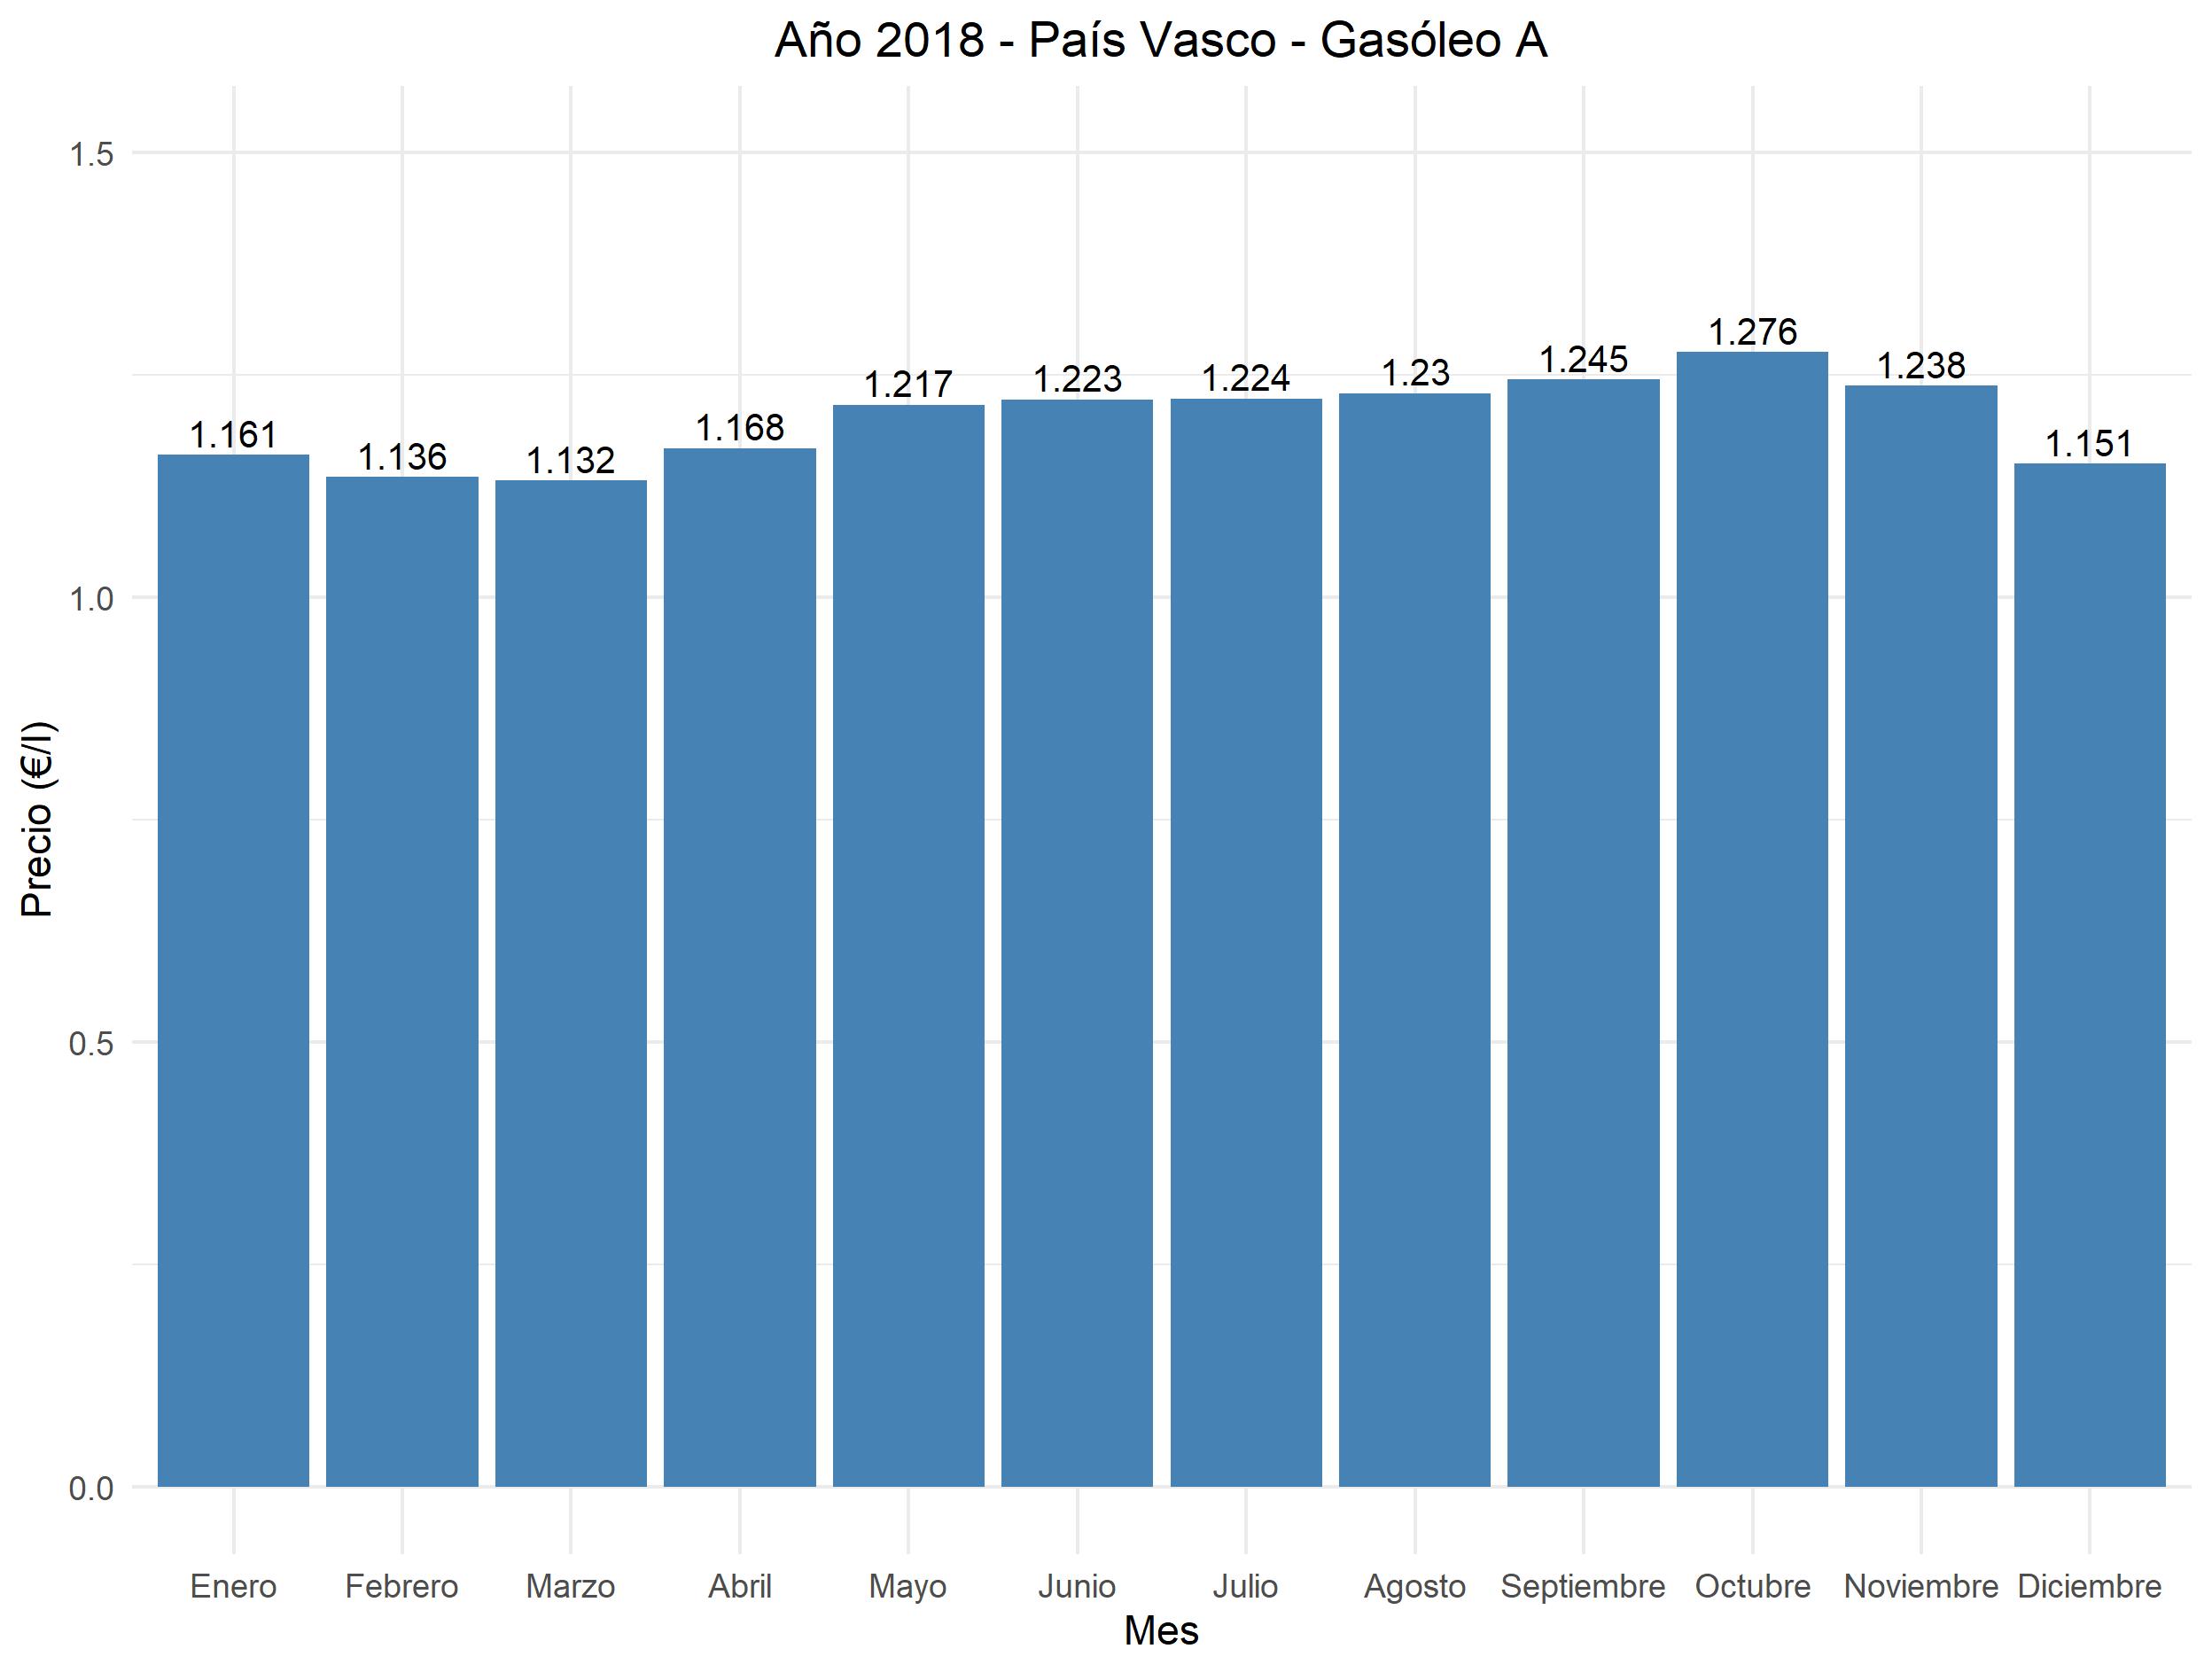 Año 2018 - País Vasco - Gasóleo A
Precio (€/l)
1.5
1.0
0.5
0.0
1.161
1.136
1.132
1.168
1.217
1.223
1.224
1.23
1.245
1.276
1.238
1.151
Enero
Febrero
Marzo
Abril
Mayo
Junio
Julio
Agosto
Septiembre
Octubre
Noviembre
Diciembre
Mes